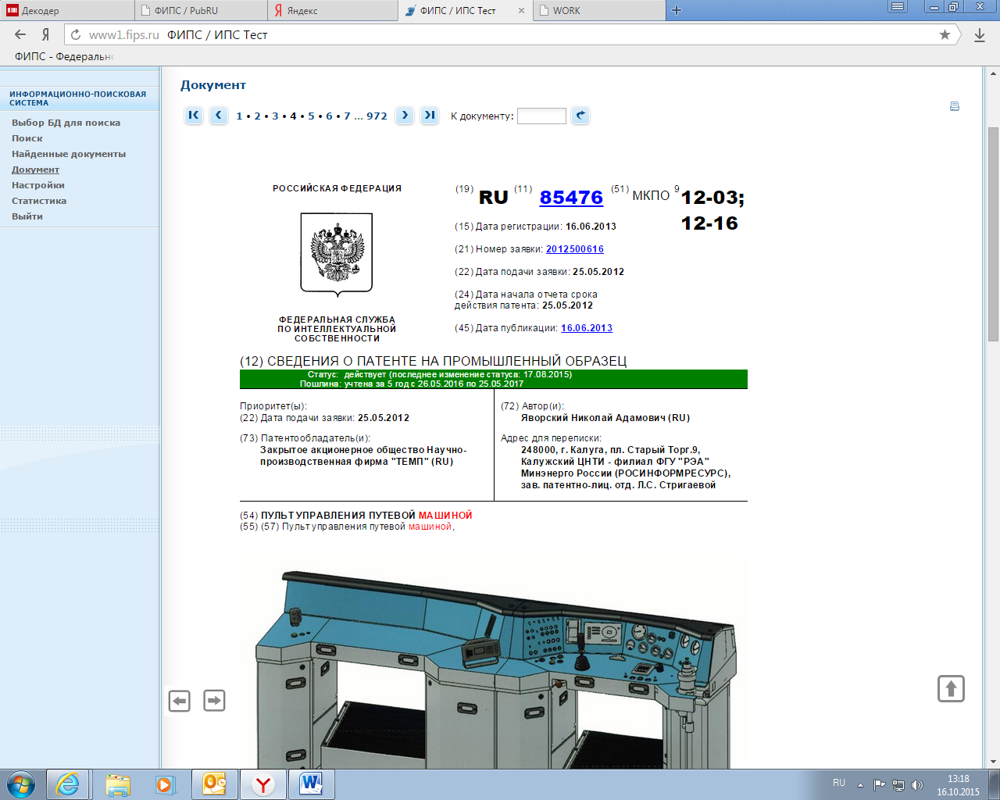 Декодер
ФИПС / PubRU
Яндекс
ФИПС / ИПС Тест
WORK
www1.fips.ru ФИПС / ИПС Тест
ФИПС - Федеральн
ИНФОРМАЦИОННО-ПОИСКОВАЯ
СИСТЕМА
Выбор БД для поиска
Поиск
Найденные документы
Документ
Настройки
Статистика
Выйти
Документ
1 • 2 • 3 • 4 • 5 • 6 • 7 ... 972
К документу:
РОССИЙСКАЯ ФЕДЕРАЦИЯ
ФЕДЕРАЛЬНАЯ СЛУЖБА
ПО ИНТЕЛЛЕКТУАЛЬНОЙ
СОБСТВЕННОСТИ
(19) RU (11) 85476 (51) МКПО 9 12-03;
12-16
(15) Дата регистрации: 16.06.2013
(21) Номер заявки: 2012500616
(22) Дата подачи заявки: 25.05.2012
(24) Дата начала отчета срока
действия патента: 25.05.2012
(45) Дата публикации: 16.06.2013
(12) СВЕДЕНИЯ О ПАТЕНТЕ НА ПРОМЫШЛЕННЫЙ ОБРАЗЕЦ
Статус: действует (последнее изменение статуса: 17.08.2015)
Пошлина: учтена за 5 год с 26.05.2016 по 25.05.2017
Приоритет(ы):
(22) Дата подачи заявки: 25.05.2012
(73) Патентообладатель(и):
Закрытое акционерное общество Научно-
производственная фирма "ТЕМП" (RU)
(72) Автор(и):
Яворский Николай Адамович (RU)
Адрес для переписки:
248000, г. Калуга, пл. Старый Торг.9,
Калужский ЦНТИ - филиал ФГУ "РЭА"
Минэнерго России (РОСИНФОРМРЕСУРС),
зав. патентно-лиц. отд. Л.С. Стригаевой
(54) ПУЛЬТ УПРАВЛЕНИЯ ПУТЕВОЙ МАШИНОЙ
(55) (57) Пульт управления путевой машиной,
RU
13:18
16.10.2015